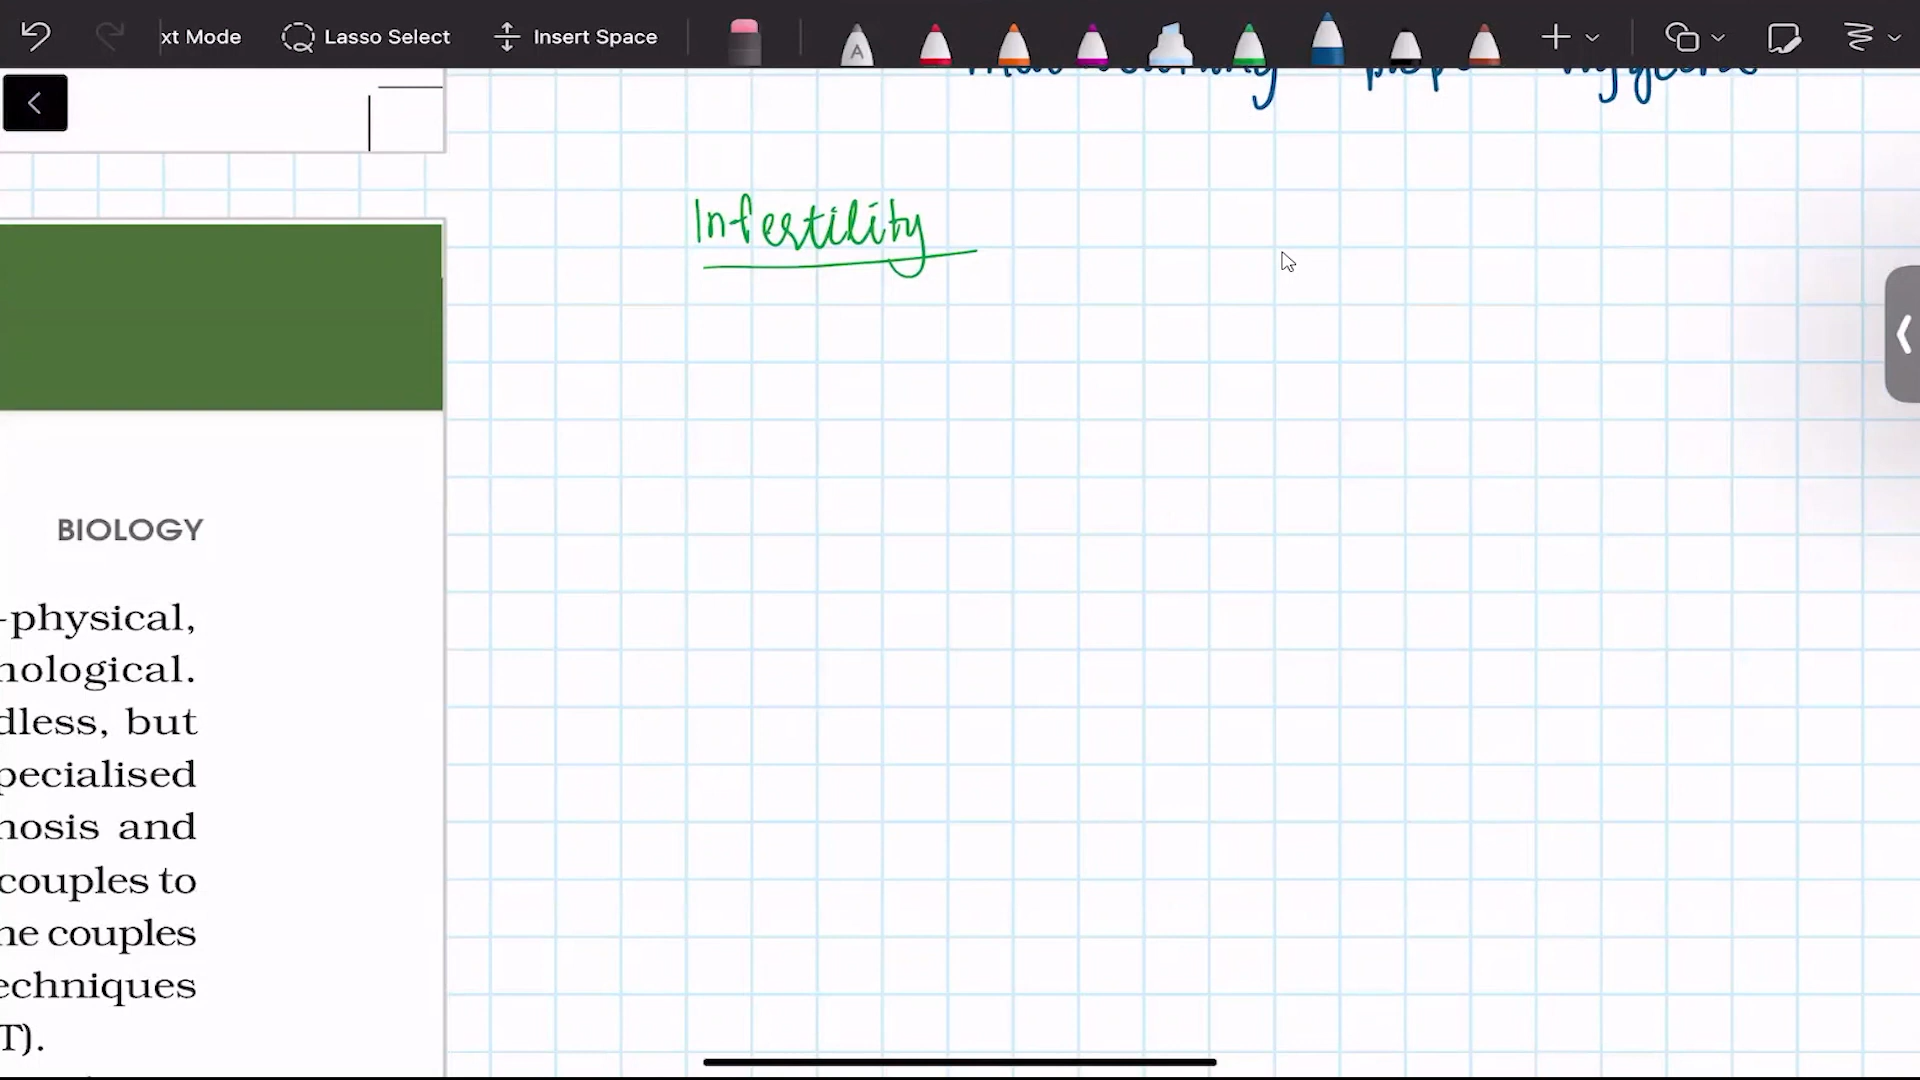 xt Mode Lasso Select Insert Space
A
Infertility
BIOLOGY
-physical,
nological.
dless, but
pecialised
nosis and
couples to
ne couples
echniques
T).